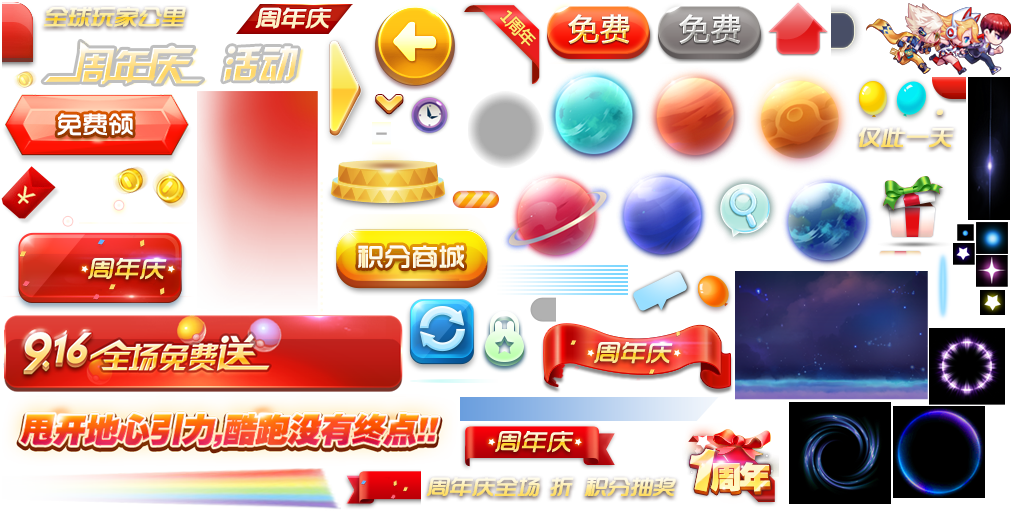 全球玩家公里
周年庆
1周年
免费
免费
周年庆 活动
免费领
仅此一天
周年庆
积分商城
9.16全场免费送
周年庆
甩开地心引力,酷跑没有终点!!
周年庆
1周年
周年庆全场 折 积分抽奖